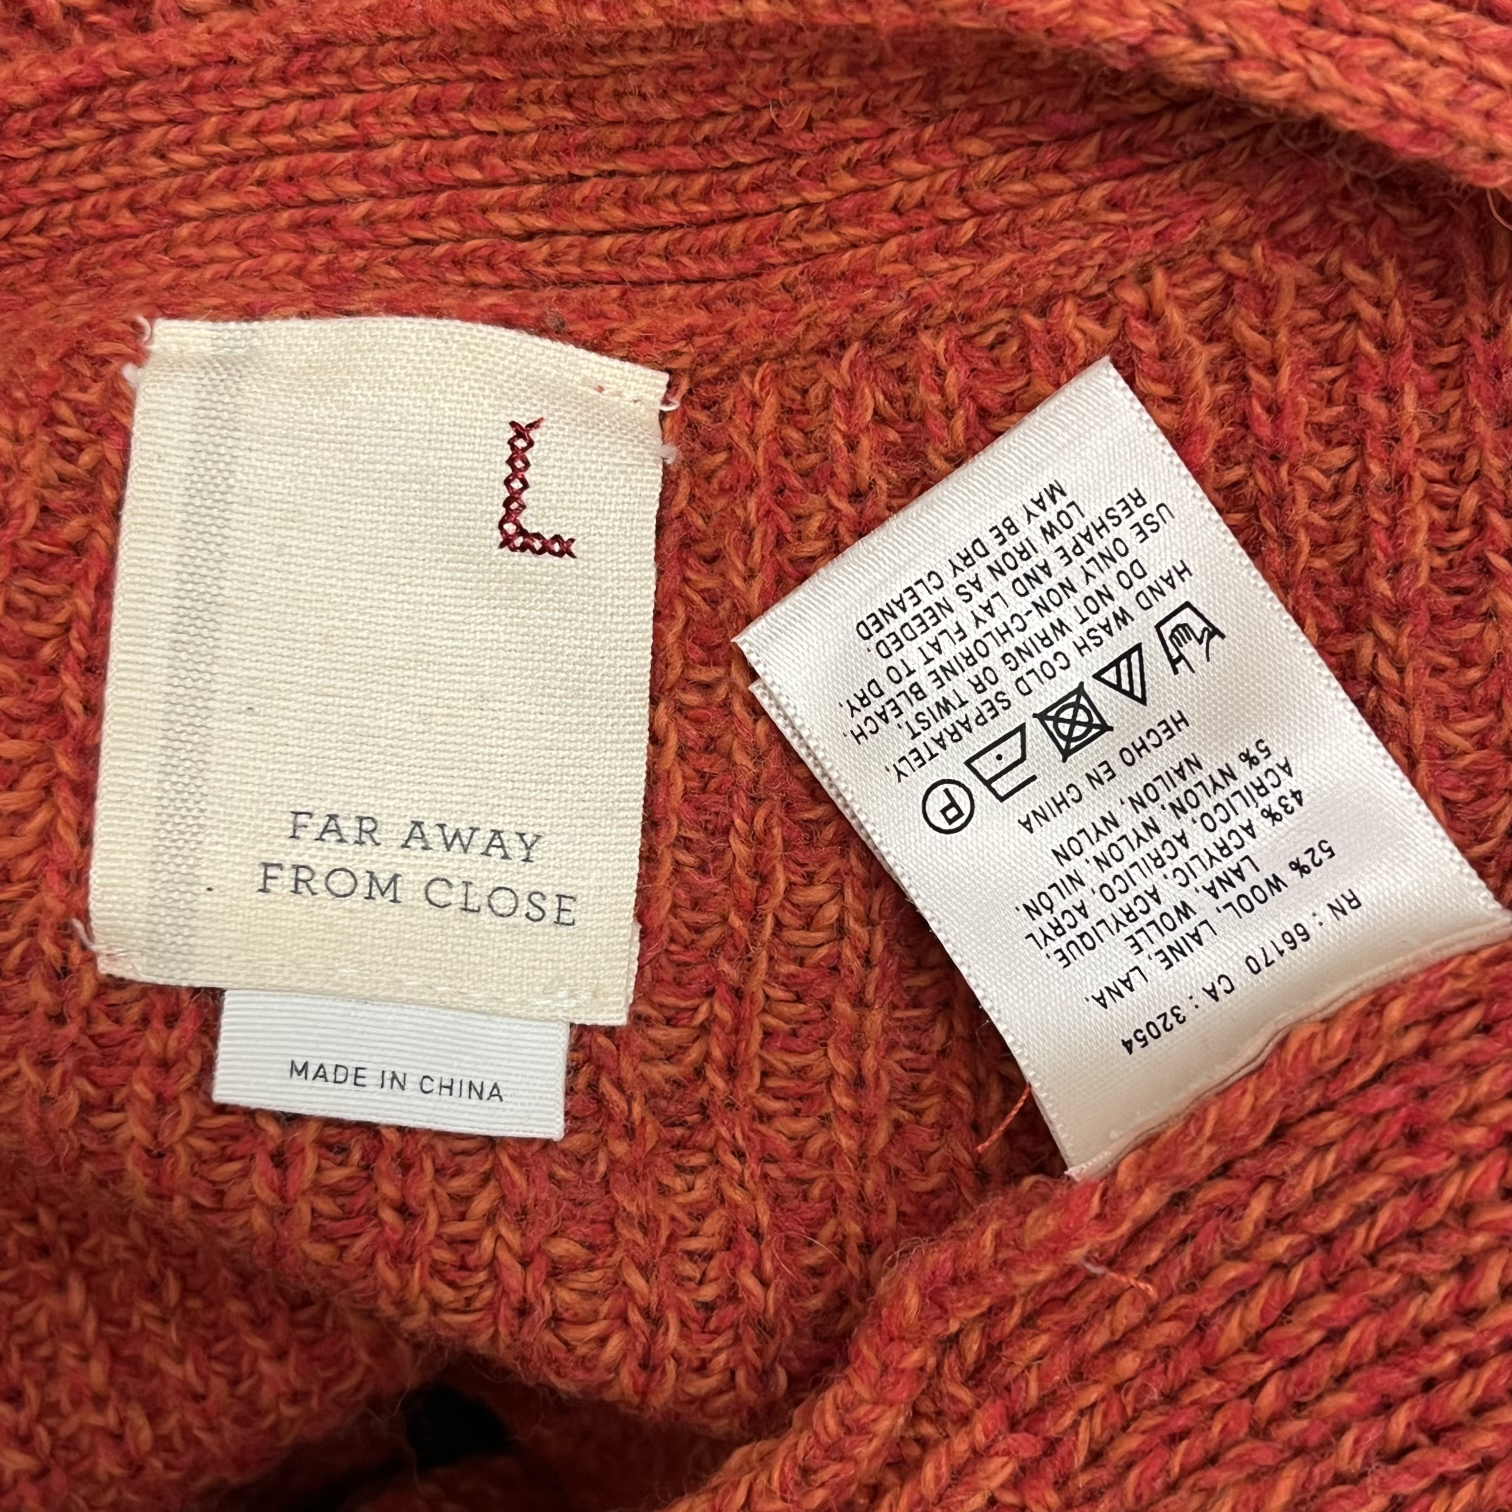 L
FAR AWAY
FROM CLOSE
MADE IN CHINA
RN : 66170 CA : 32054
52% WOOL, LAINE, LANA,
LANA, WOLLE
43% ACRYLIC, ACRYLIQUE,
ACRÍLICO, ACRILICO, ACRYL
5% NYLON, NYLON, NILÓN,
NAILON, NYLON
HECHO EN CHINA
P
HAND WASH COLD SEPARATELY,
DO NOT WRING OR TWIST,
USE ONLY NON-CHLORINE BLEACH,
RESHAPE AND LAY FLAT TO DRY,
LOW IRON AS NEEDED.
MAY BE DRY CLEANED